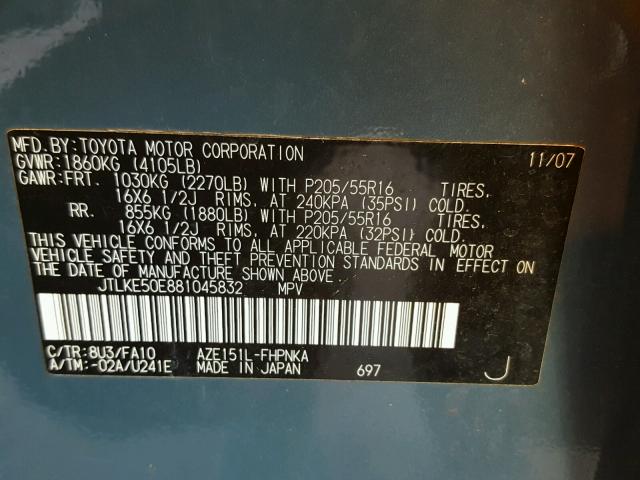 MFD.BY:TOYOTA MOTOR CORPORATION 11/07
GVWR:1860KG (4105LB)
GAWR:FRT. 1030KG (2270LB) WITH P205/55R16 TIRES,
16X6 1/2J RIMS, AT 240KPA (35PSI) COLD.
RR. 855KG (1880LB) WITH P205/55R16 TIRES,
16X6 1/2J RIMS, AT 220KPA (32PSI) COLD.
THIS VEHICLE CONFORMS TO ALL APPLICABLE FEDERAL MOTOR
VEHICLE SAFETY AND THEFT PREVENTION STANDARDS IN EFFECT ON
THE DATE OF MANUFACTURE SHOWN ABOVE.
JTLKE50E881045832 MPV
C/TR:8U3/FA10 AZE151L-FHPNKA
A/TM:-02A/U241E MADE IN JAPAN 697 J